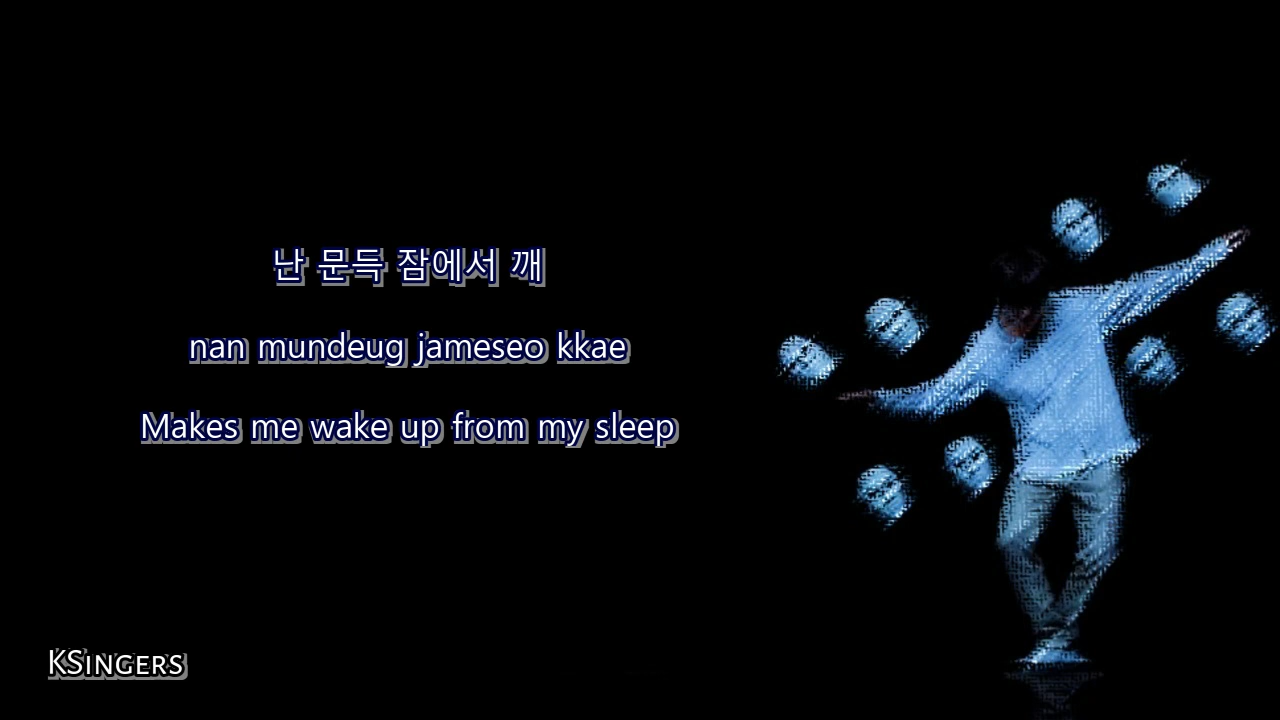 난 문득 잠에서 깨
nan mundeug jameseo kkae
Makes me wake up from my sleep
KSINGERS